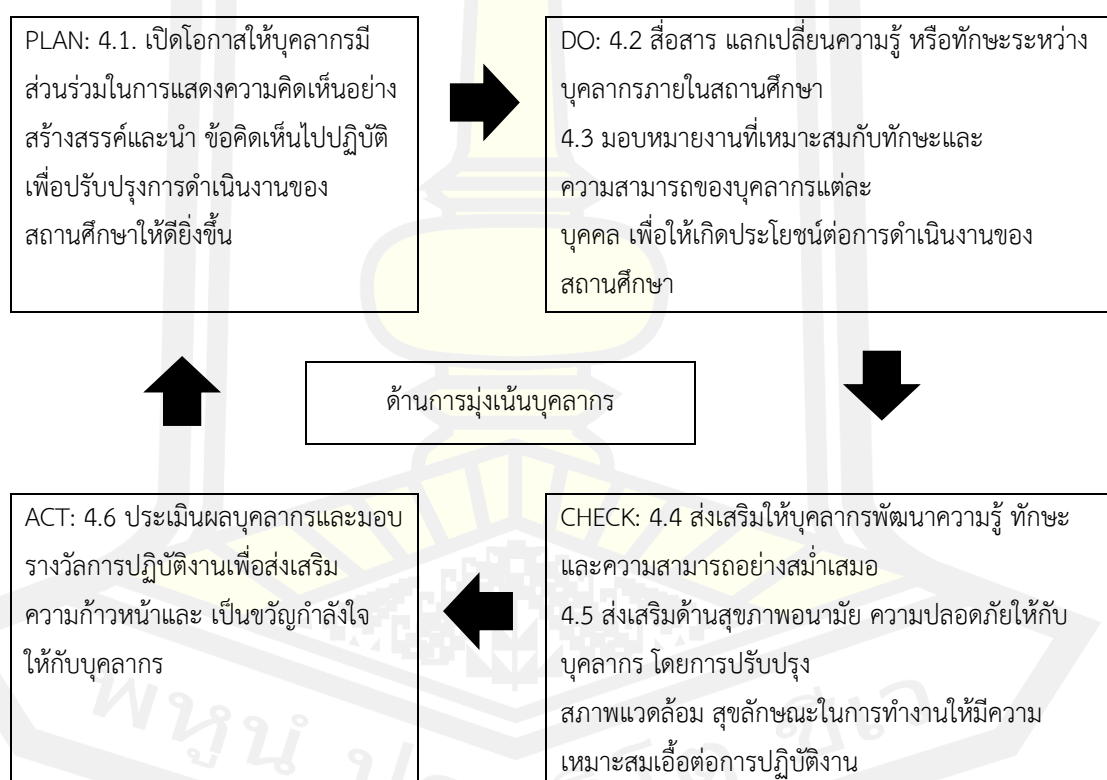 PLAN: 4.1. เปิดโอกาสให้บุคลากรมี
ส่วนร่วมในการแสดงความคิดเห็นอย่าง
สร้างสรรค์และนำ ข้อคิดเห็นไปปฏิบัติ
เพื่อปรับปรุงการดำเนินงานของ
สถานศึกษาให้ดียิ่งขึ้น
DO: 4.2 สื่อสาร แลกเปลี่ยนความรู้ หรือทักษะระหว่าง
บุคลากรภายในสถานศึกษา
4.3 มอบหมายงานที่เหมาะสมกับทักษะและ
ความสามารถของบุคลากรแต่ละ
บุคคล เพื่อให้เกิดประโยชน์ต่อการดำเนินงานของ
สถานศึกษา
ด้านการมุ่งเน้นบุคลากร
ACT: 4.6 ประเมินผลบุคลากรและมอบ
รางวัลการปฏิบัติงานเพื่อส่งเสริม
ความก้าวหน้าและ เป็นขวัญกำลังใจ
ให้กับบุคลากร
CHECK: 4.4 ส่งเสริมให้บุคลากรพัฒนาความรู้ ทักษะ
และความสามารถอย่างสม่ำเสมอ
4.5 ส่งเสริมด้านสุขภาพอนามัย ความปลอดภัยให้กับ
บุคลากร โดยการปรับปรุง
สภาพแวดล้อม สุขลักษณะในการทำงานให้มีความ
เหมาะสมเอื้อต่อการปฏิบัติงาน
พหูนํ